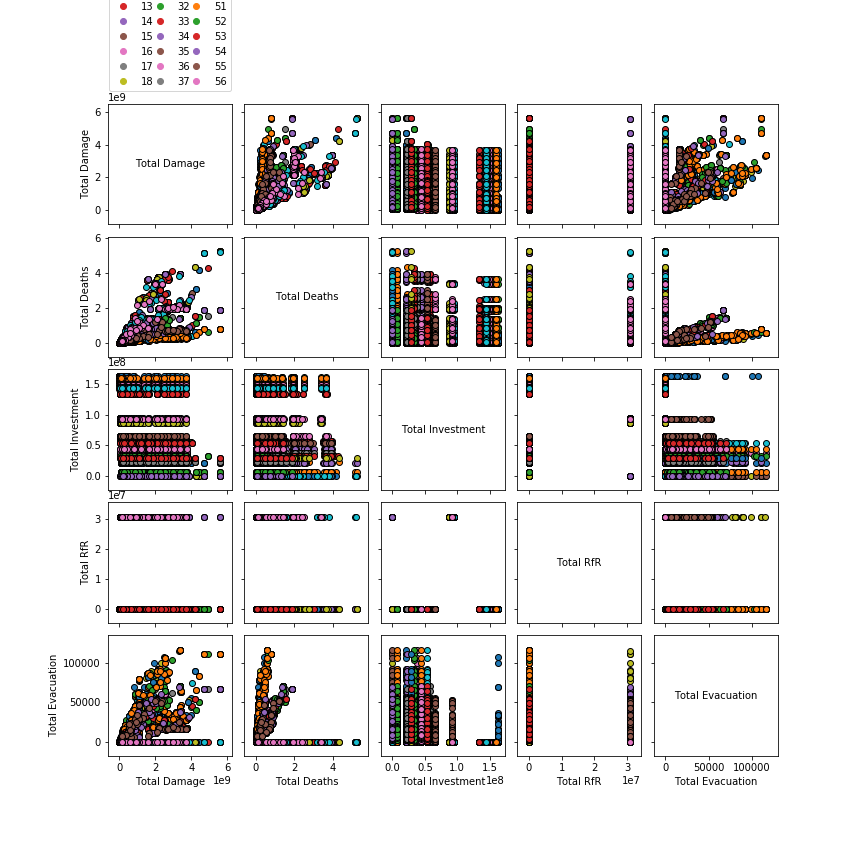 13 32 51
14 33 52
15 34 53
16 35 54
17 36 55
18 37 56
1e9
Total Damage
6
4
2
0
Total Damage
Total Deaths
6
4
2
0
Total Deaths
1e8
Total Investment
1.5
1.0
0.5
0.0
Total Investment
1e7
Total RfR
3
2
1
0
Total RfR
Total Evacuation
100000
50000
0
Total Evacuation
0 2 4 6 0 2 4 0.0 0.5 1.0 1.5 0 1 2 3 0 50000 100000
Total Damage 1e9 Total Deaths Total Investment 1e8 Total RfR 1e7 Total Evacuation